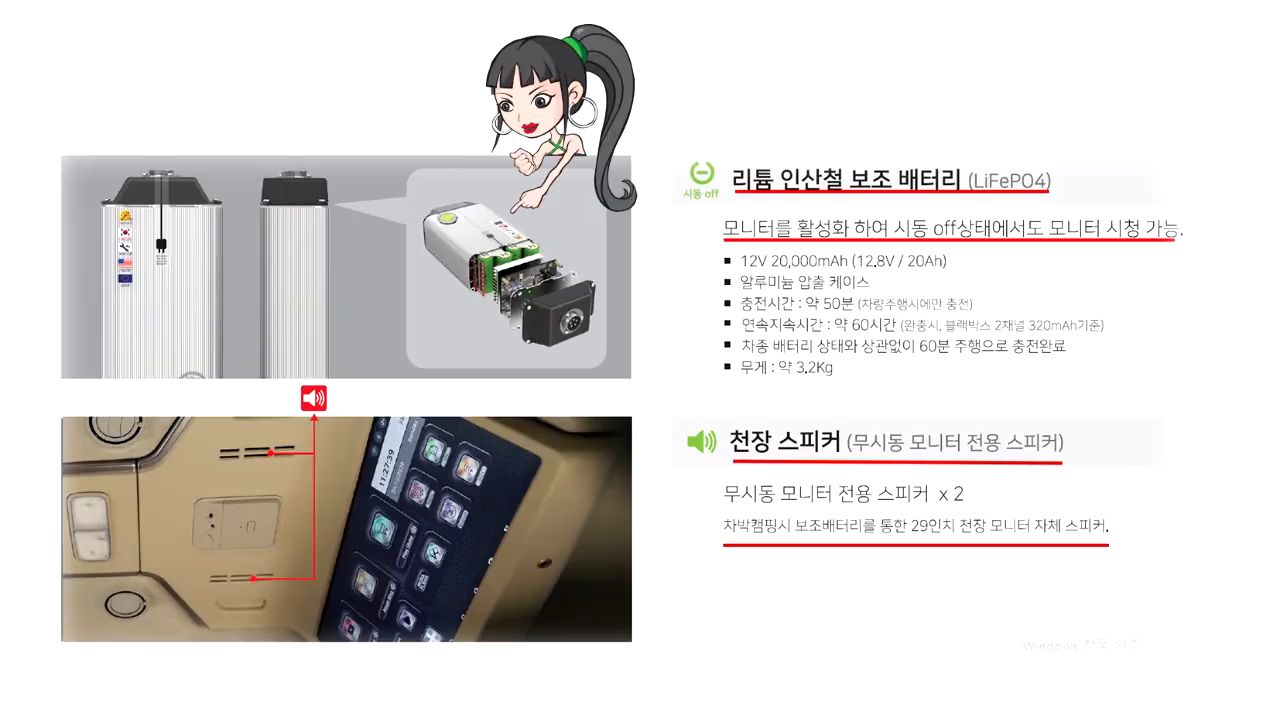 시동 off
리튬 인산철 보조 배터리 (LiFePO4)
모니터를 활성화 하여 시동 off상태에서도 모니터 시청 가능.
12V 20,000mAh (12.8V / 20Ah)
알루미늄 압출 케이스
충전시간 : 약 50분 (차량주행시에만 충전)
연속지속시간 : 약 60시간 (완충시, 블랙박스 2채널 320mAh기준)
차종 배터리 상태와 상관없이 60분 주행으로 충전완료
무게 : 약 3.2Kg
11:27:39
천장 스피커 (무시동 모니터 전용 스피커)
무시동 모니터 전용 스피커 x 2
차박캠핑시 보조배터리를 통한 29인치 천장 모니터 자체 스피커.
Windows